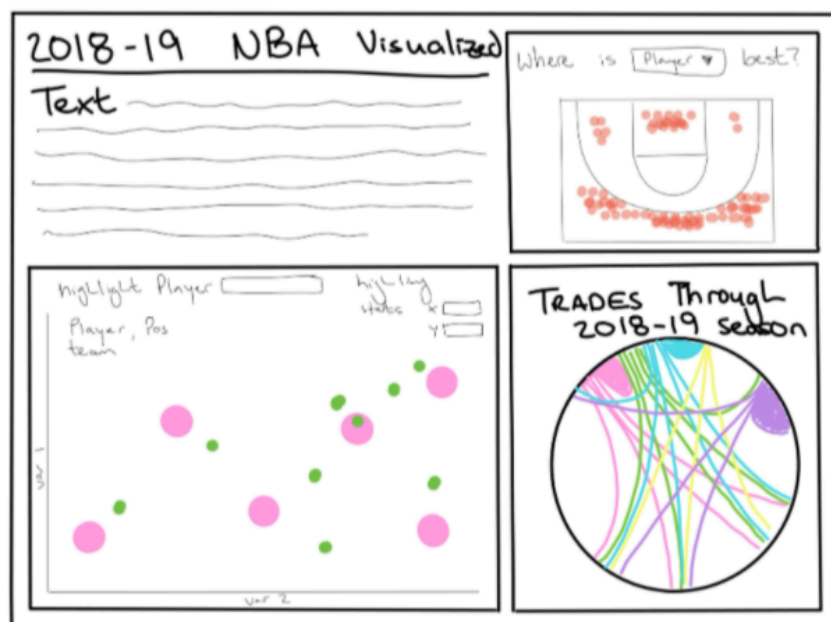 2018-19 NBA Visualized
Text
Where is Player ▾ best?
highlight Player
highlay
stats x
y
Player, Pos
team
var 1
var 2
TRADES Through
2018-19 season